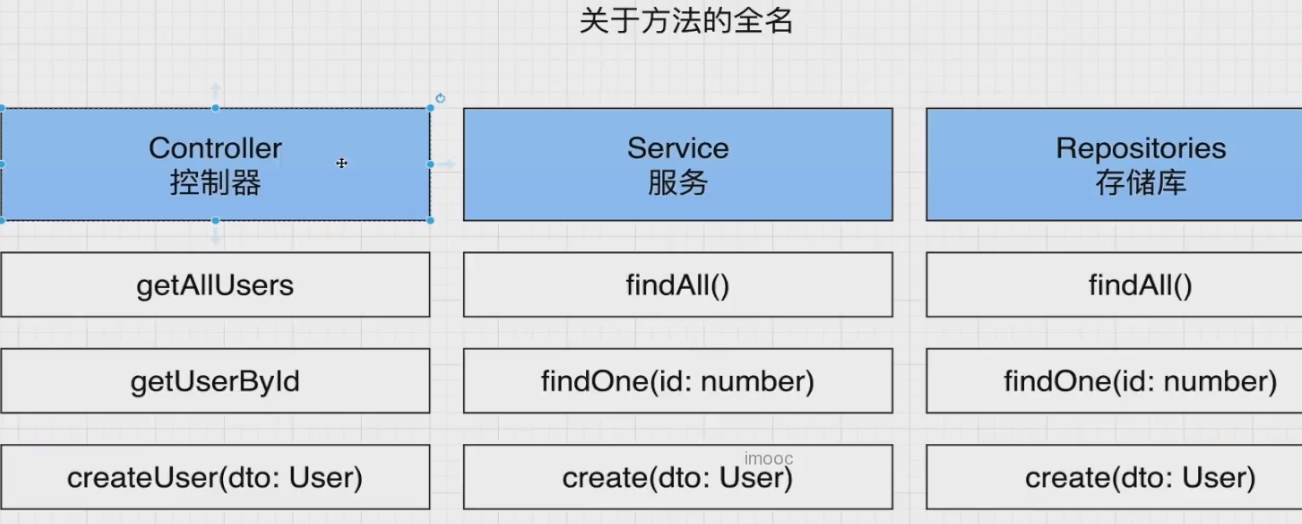 关于方法的全名
Controller
控制器
Service
服务
Repositories
存储库
getAllUsers
findAll()
findAll()
getUserById
findOne(id: number)
findOne(id: number)
createUser(dto: User)
imooc
create(dto: User)
create(dto: User)